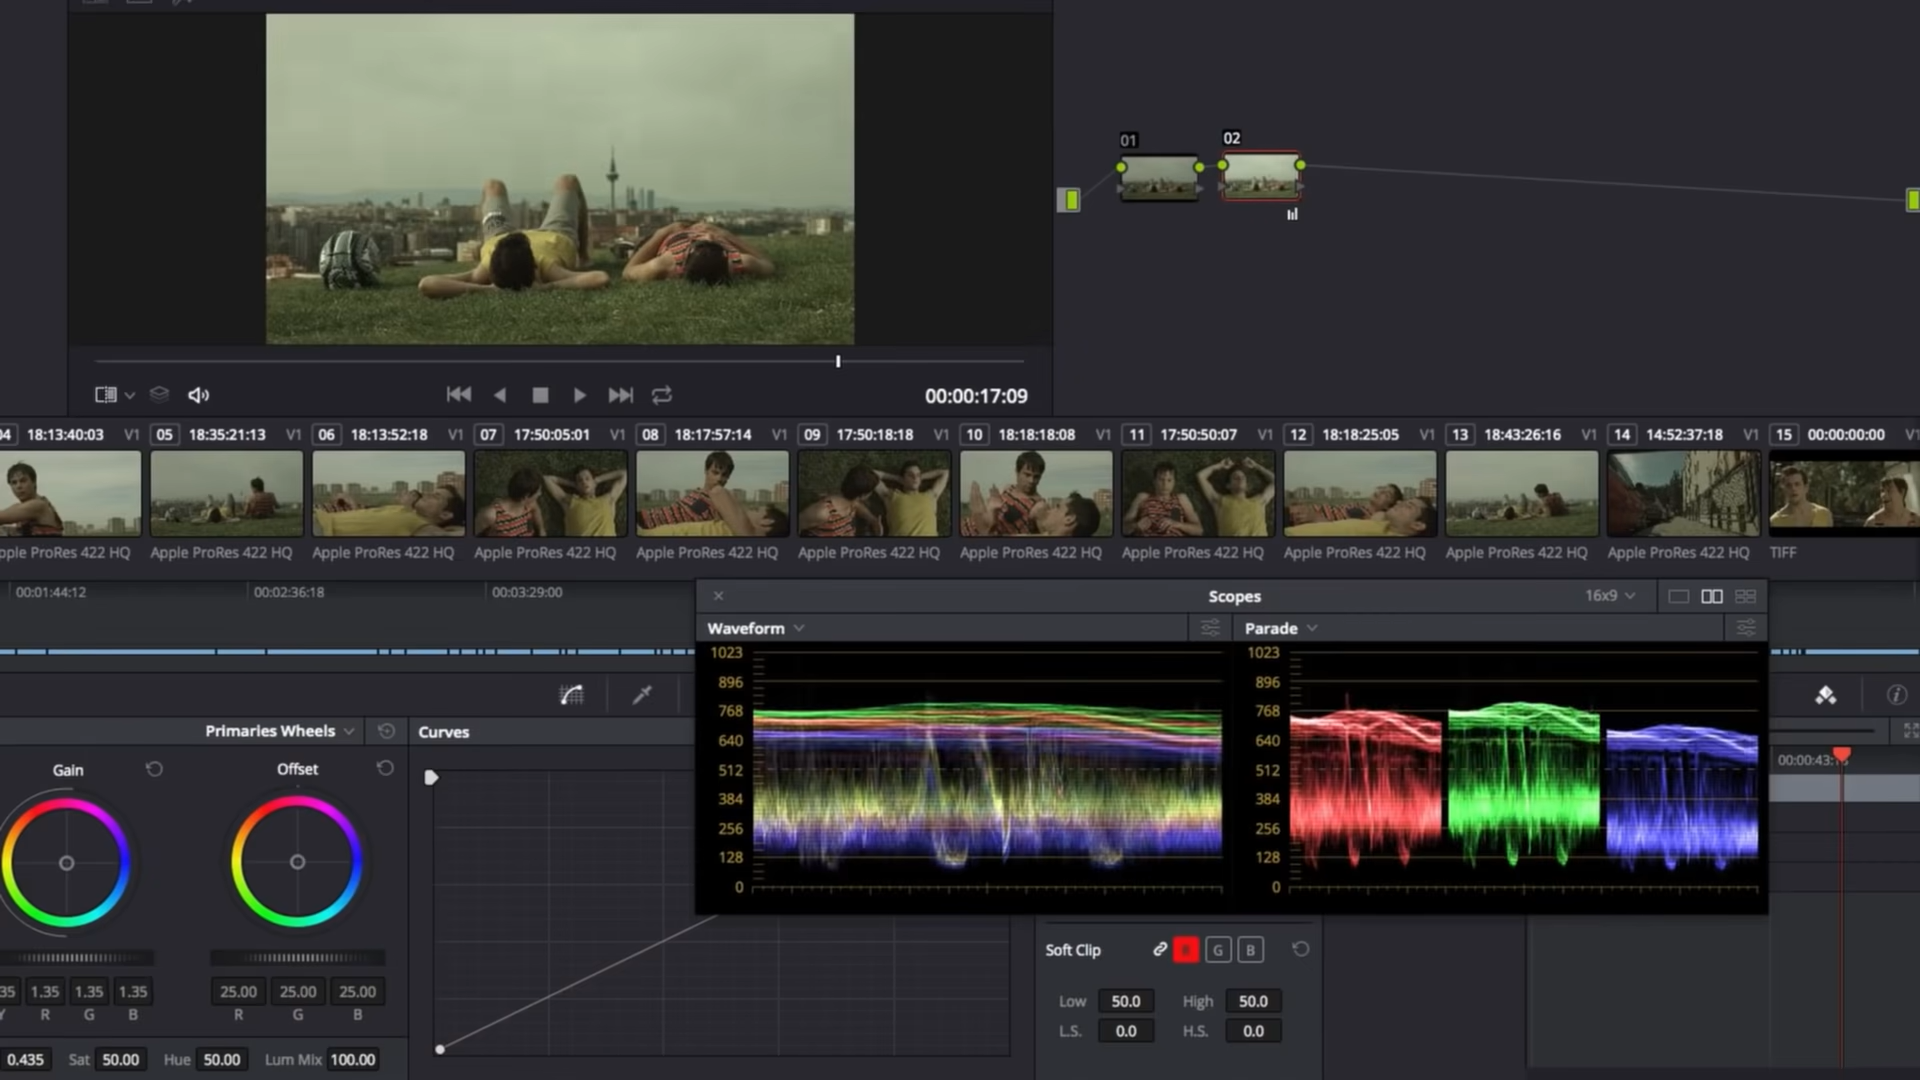 01
02
00:00:17:09
04 18:13:40:03 V1 05 18:35:21:13 V1 06 18:13:52:18 V1 07 17:50:05:01 V1 08 18:17:57:14 V1 09 17:50:18:18 V1 10 18:18:18:08 V1 11 17:50:50:07 V1 12 18:18:25:05 V1 13 18:43:26:16 V1 14 14:52:37:18 V1 15 00:00:00:00 V1
pple ProRes 422 HQ Apple ProRes 422 HQ Apple ProRes 422 HQ Apple ProRes 422 HQ Apple ProRes 422 HQ Apple ProRes 422 HQ Apple ProRes 422 HQ Apple ProRes 422 HQ Apple ProRes 422 HQ Apple ProRes 422 HQ Apple ProRes 422 HQ TIFF
00:01:44:12 00:02:36:18 00:03:29:00
Scopes 16x9
Waveform Parade
1023 1023
896 896
768 768
640 640
512 512
384 384
256 256
128 128
0 0
Primaries Wheels Curves
Gain Offset
00:00:43:
35 1.35 1.35 1.35 25.00 25.00 25.00
Y R G B R G B
0.435 Sat 50.00 Hue 50.00 Lum Mix 100.00
Soft Clip G B
Low 50.0 High 50.0
L.S. 0.0 H.S. 0.0